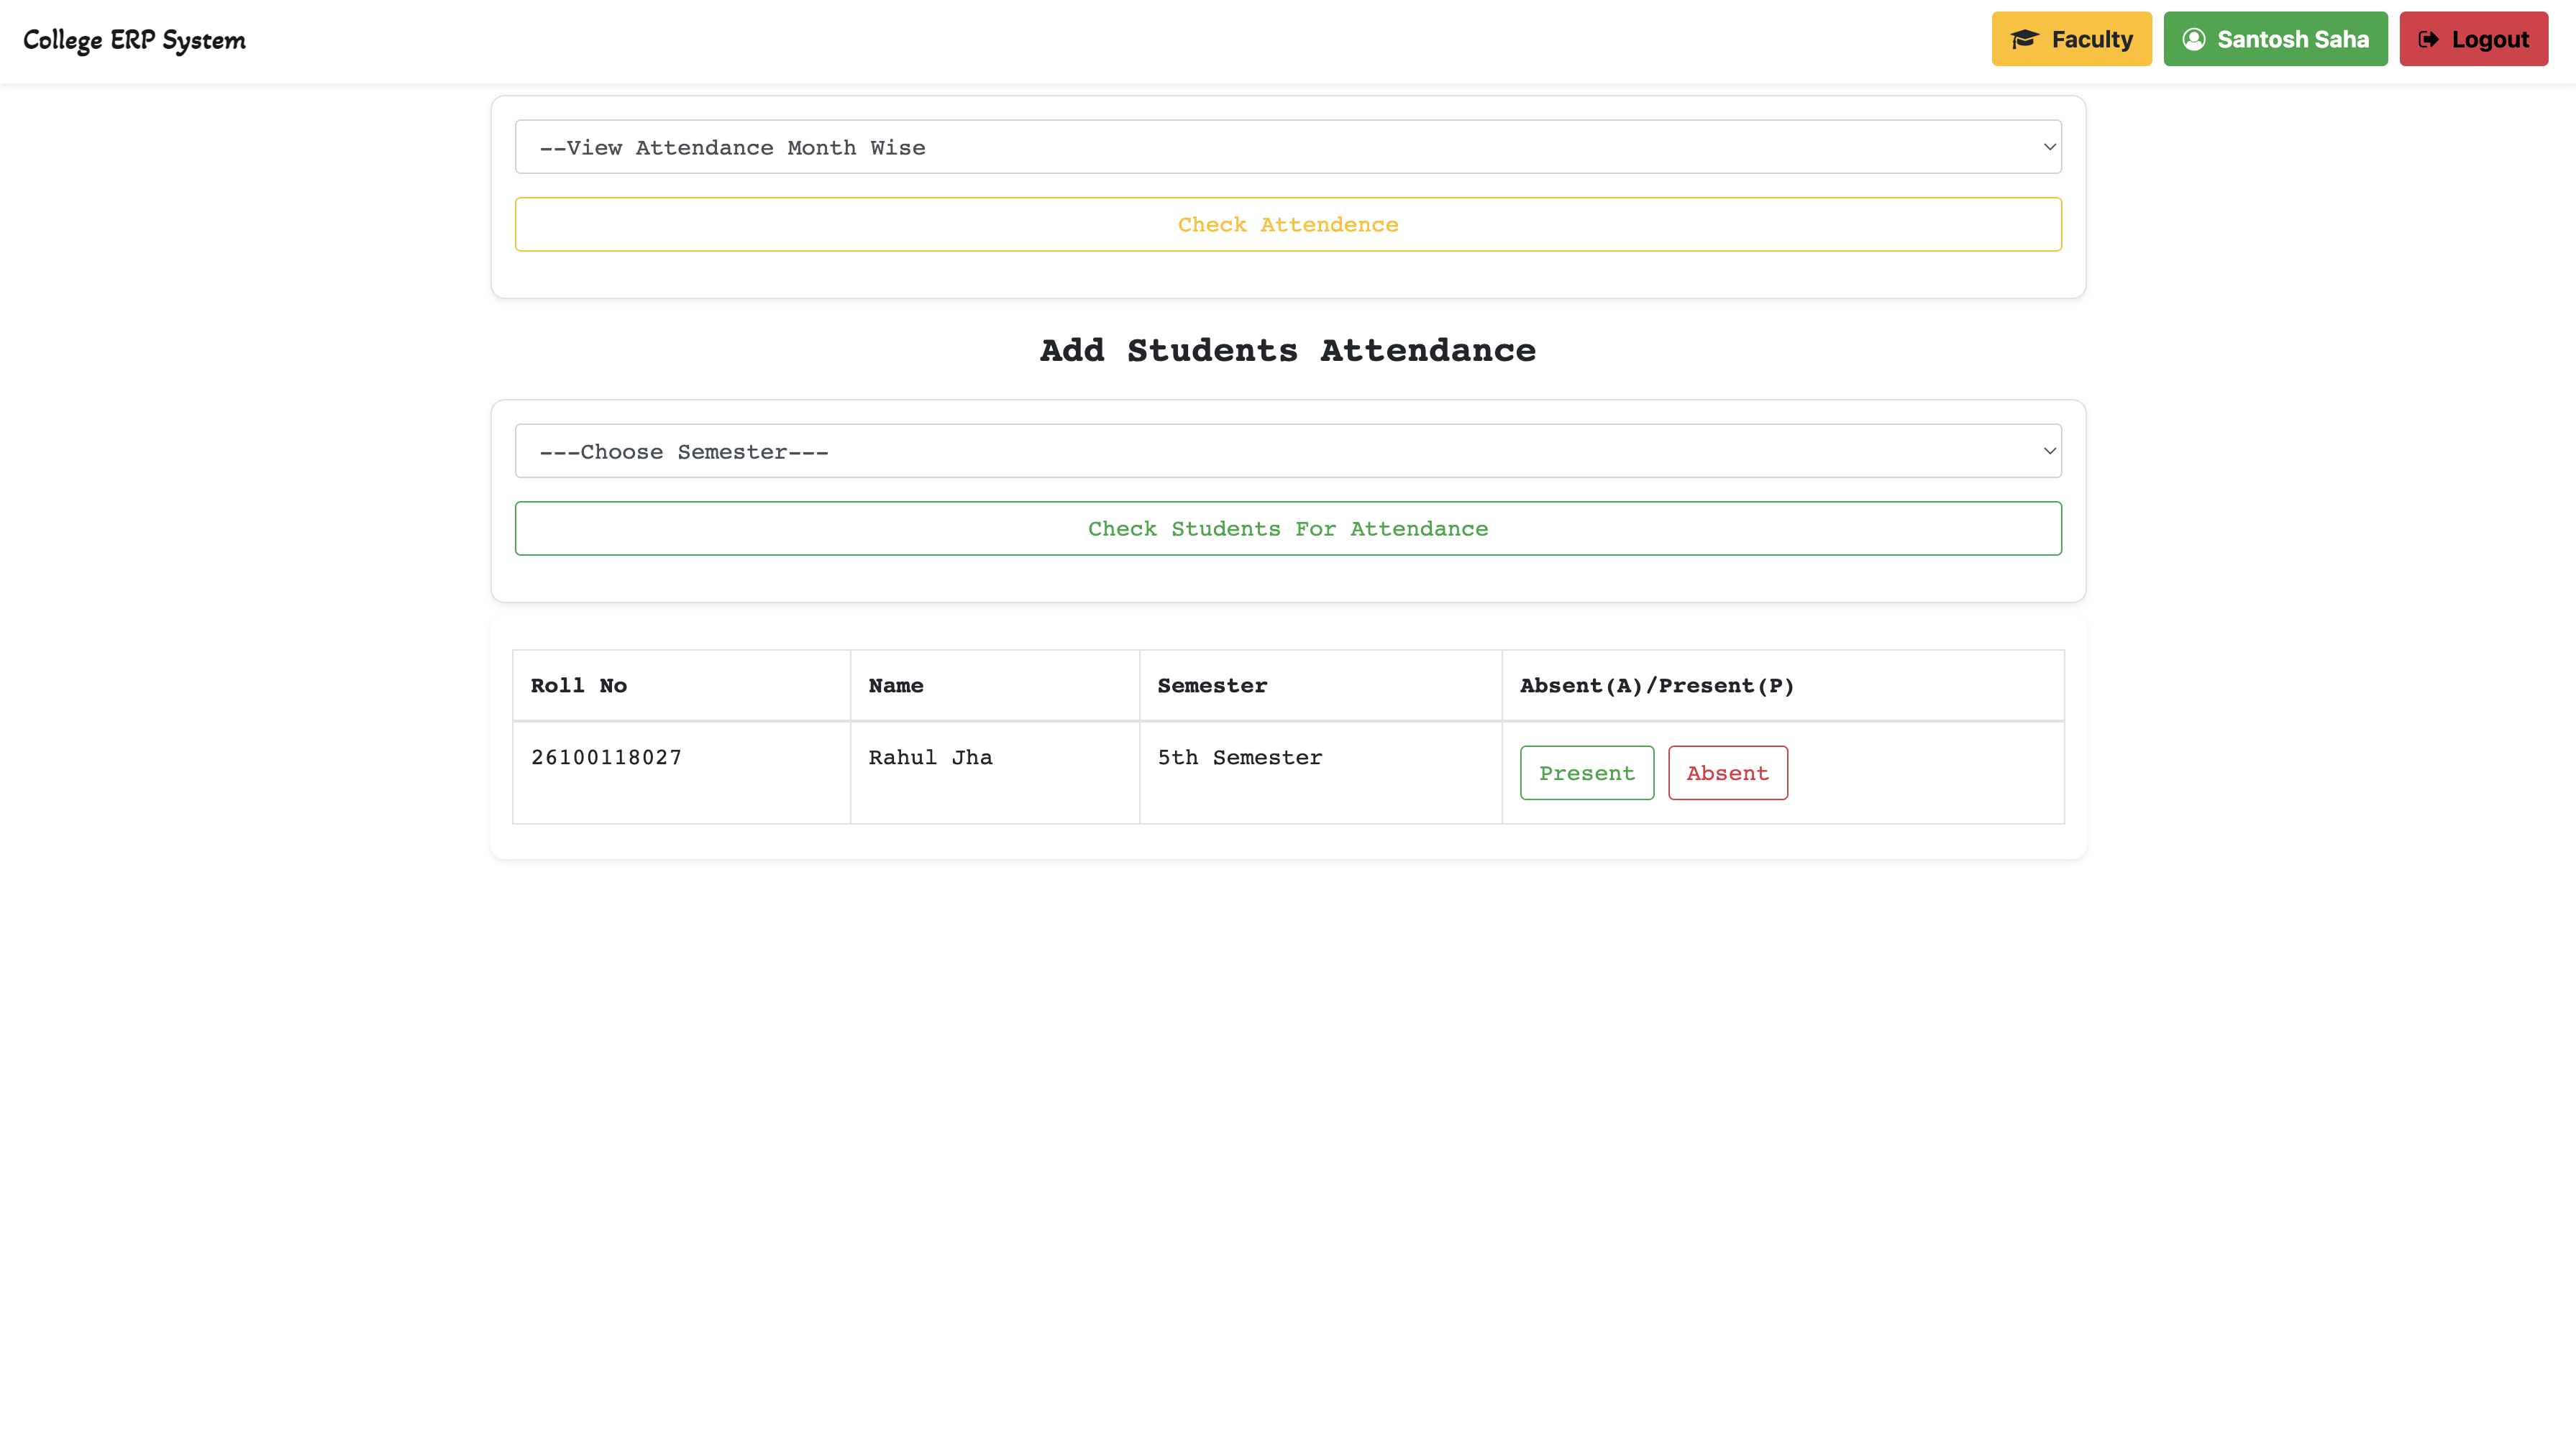 College ERP System
Faculty
Santosh Saha
Logout
--View Attendance Month Wise
Check Attendence
Add Students Attendance
---Choose Semester---
Check Students For Attendance
Roll No Name Semester Absent(A)/Present(P)
26100118027 Rahul Jha 5th Semester Present Absent